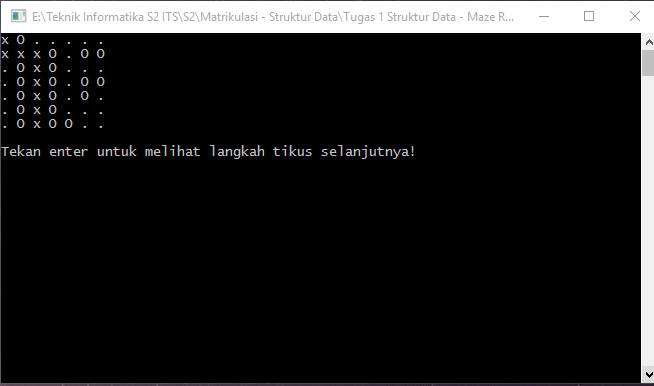 E:\Teknik Informatika S2 ITS\S2\Matrikulasi - Struktur Data\Tugas 1 Struktur Data - Maze R...
x O . . . . .
x x x O . O O
. O x O . . .
. O x O . O O
. O x O . O .
. O x O . . .
. O x O O . .
Tekan enter untuk melihat langkah tikus selanjutnya!